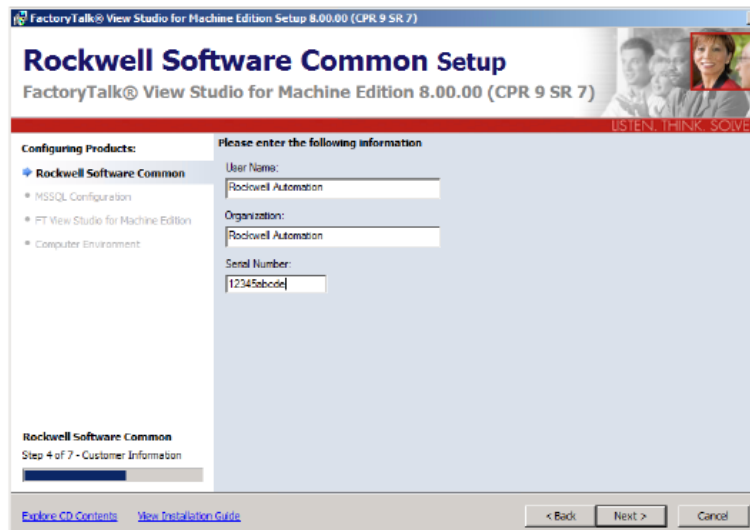 FactoryTalk® View Studio for Machine Edition Setup 8.00.00 (CPR 9 SR 7)
Rockwell Software Common Setup
FactoryTalk® View Studio for Machine Edition 8.00.00 (CPR 9 SR 7)
LISTEN. THINK. SOLVE
Configuring Products:
Rockwell Software Common
MSSQL Configuration
FT View Studio for Machine Edition
Computer Environment
Please enter the following information
User Name:
Rockwell Automation
Organization:
Rockwell Automation
Serial Number:
12345abcde
Rockwell Software Common
Step 4 of 7 - Customer Information
Explore CD Contents View Installation Guide
< Back Next > Cancel